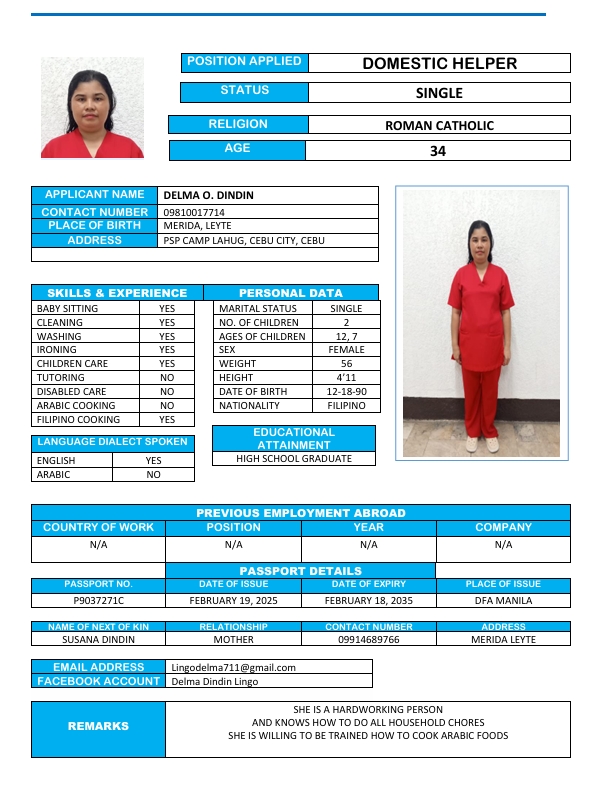 POSITION APPLIED DOMESTIC HELPER
STATUS SINGLE
RELIGION ROMAN CATHOLIC
AGE 34
APPLICANT NAME DELMA O. DINDIN
CONTACT NUMBER 09810017714
PLACE OF BIRTH MERIDA, LEYTE
ADDRESS PSP CAMP LAHUG, CEBU CITY, CEBU
SKILLS & EXPERIENCE
BABY SITTING YES
CLEANING YES
WASHING YES
IRONING YES
CHILDREN CARE YES
TUTORING NO
DISABLED CARE NO
ARABIC COOKING NO
FILIPINO COOKING YES
LANGUAGE DIALECT SPOKEN
ENGLISH YES
ARABIC NO
PERSONAL DATA
MARITAL STATUS SINGLE
NO. OF CHILDREN 2
AGES OF CHILDREN 12, 7
SEX FEMALE
WEIGHT 56
HEIGHT 4’11
DATE OF BIRTH 12-18-90
NATIONALITY FILIPINO
EDUCATIONAL
ATTAINMENT
HIGH SCHOOL GRADUATE
PREVIOUS EMPLOYMENT ABROAD
COUNTRY OF WORK POSITION YEAR COMPANY
N/A N/A N/A N/A
PASSPORT DETAILS
PASSPORT NO. DATE OF ISSUE DATE OF EXPIRY PLACE OF ISSUE
P9037271C FEBRUARY 19, 2025 FEBRUARY 18, 2035 DFA MANILA
NAME OF NEXT OF KIN RELATIONSHIP CONTACT NUMBER ADDRESS
SUSANA DINDIN MOTHER 09914689766 MERIDA LEYTE
EMAIL ADDRESS Lingodelma711@gmail.com
FACEBOOK ACCOUNT Delma Dindin Lingo
REMARKS
SHE IS A HARDWORKING PERSON
AND KNOWS HOW TO DO ALL HOUSEHOLD CHORES
SHE IS WILLING TO BE TRAINED HOW TO COOK ARABIC FOODS